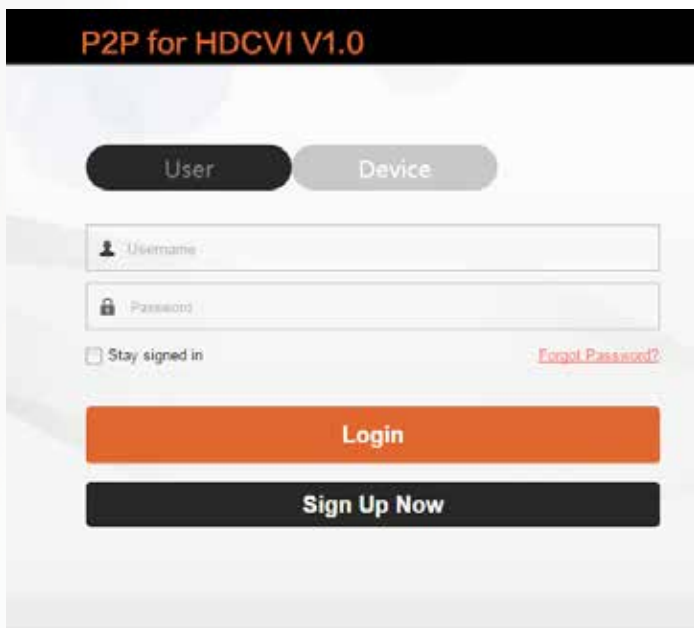 P2P for HDCVI V1.0
User Device
Username
Password
Stay signed in Forgot Password?
Login
Sign Up Now